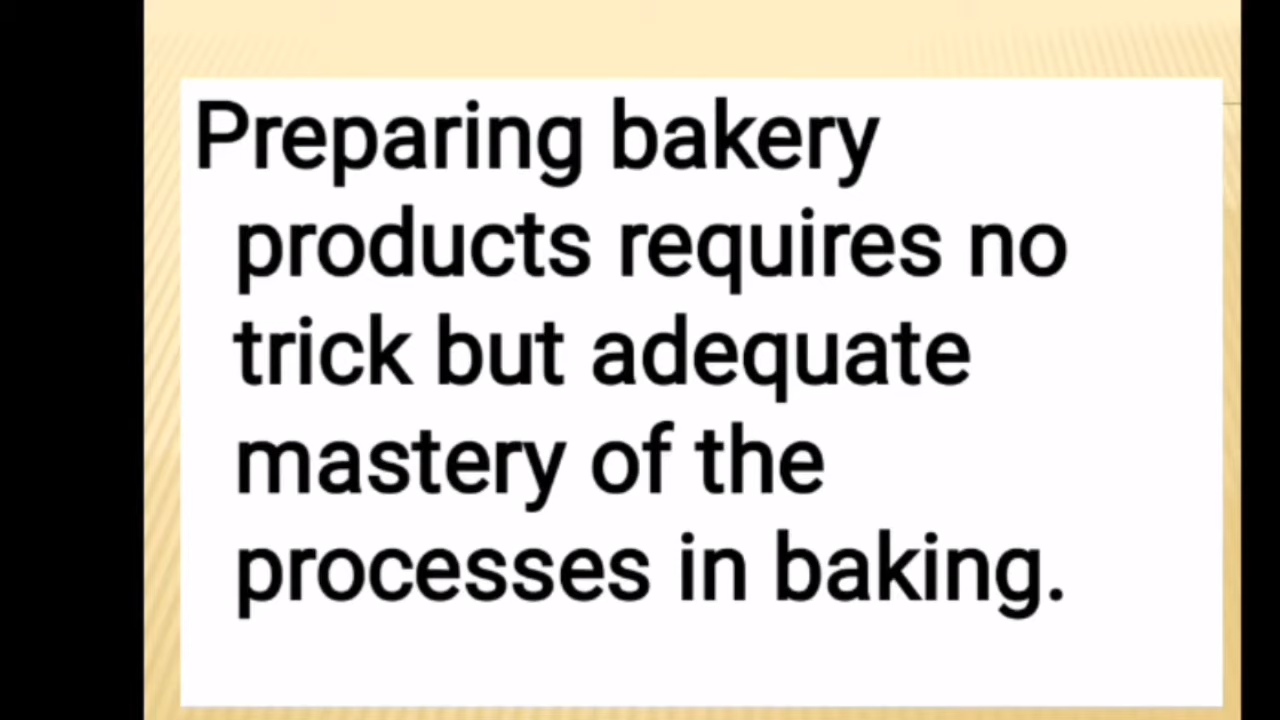 Preparing bakery
products requires no
trick but adequate
mastery of the
processes in baking.